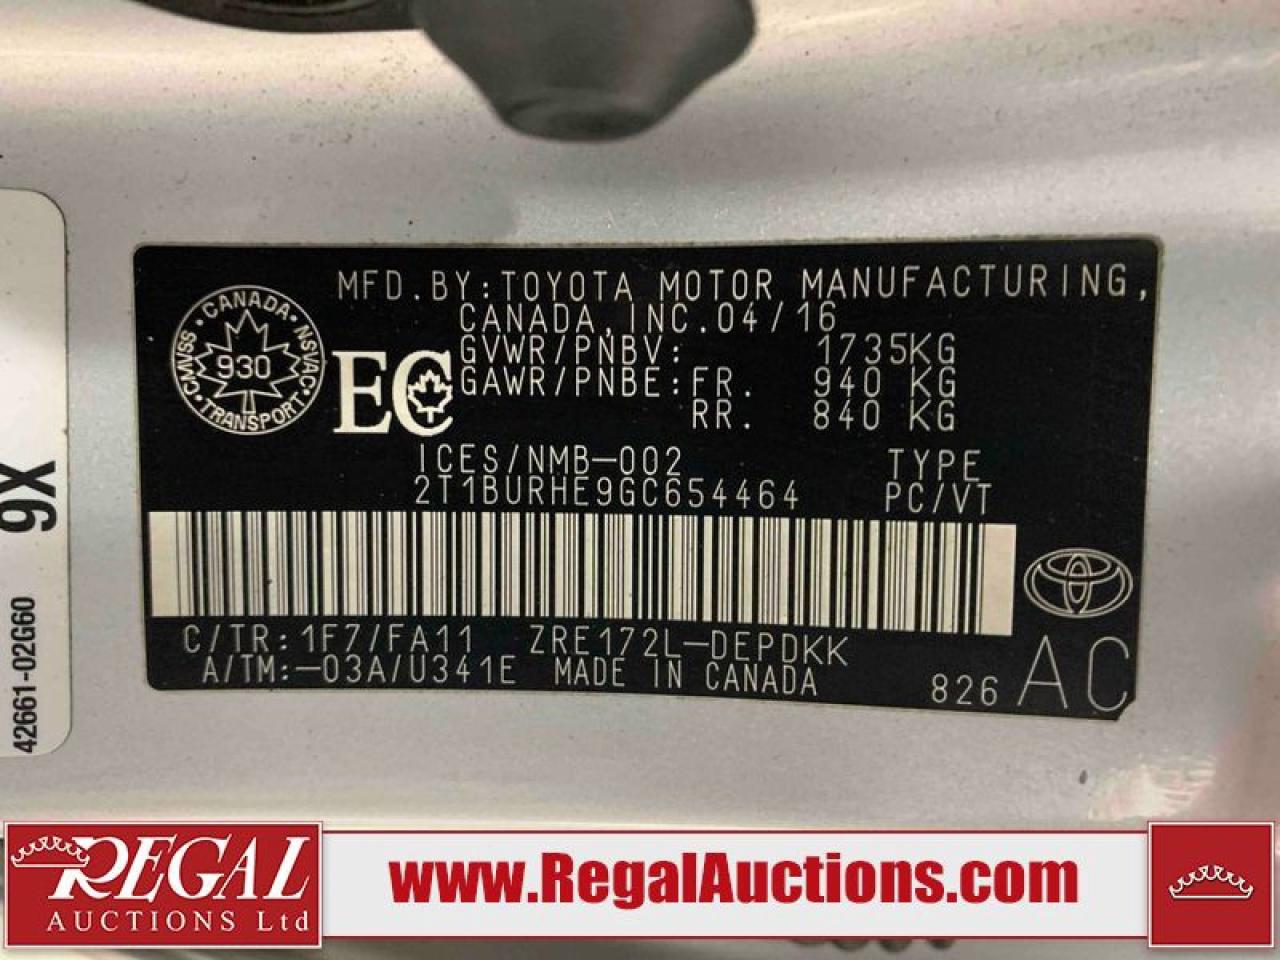 MFD.BY:TOYOTA MOTOR MANUFACTURING,
CANADA,INC.04/16
GVWR/PNBV: 1735KG
GAWR/PNBE:FR. 940 KG
RR. 840 KG
CANADA · NSVAC · TRANSPORT · CMVSS ·
930
EC
ICES/NMB-002
TYPE
2T1BURHE9GC654464
PC/VT
C/TR:1F7/FA11 ZRE172L-DEPDKK
A/TM:-03A/U341E MADE IN CANADA
826 AC
9X
42661-02G60
REGAL
AUCTIONS Ltd
www.RegalAuctions.com